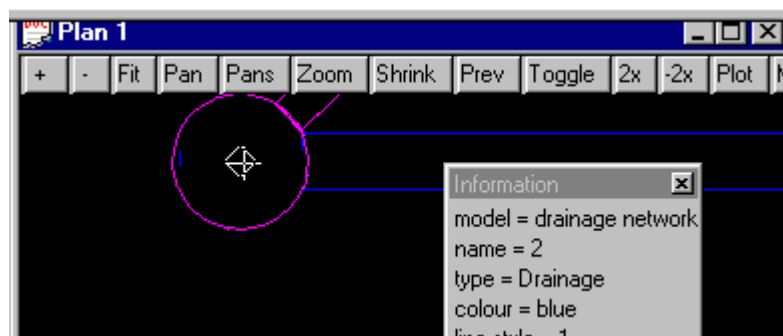 Plan 1
+ - Fit Pan Pans Zoom Shrink Prev Toggle 2x -2x Plot
Information
model = drainage network
name = 2
type = Drainage
colour = blue